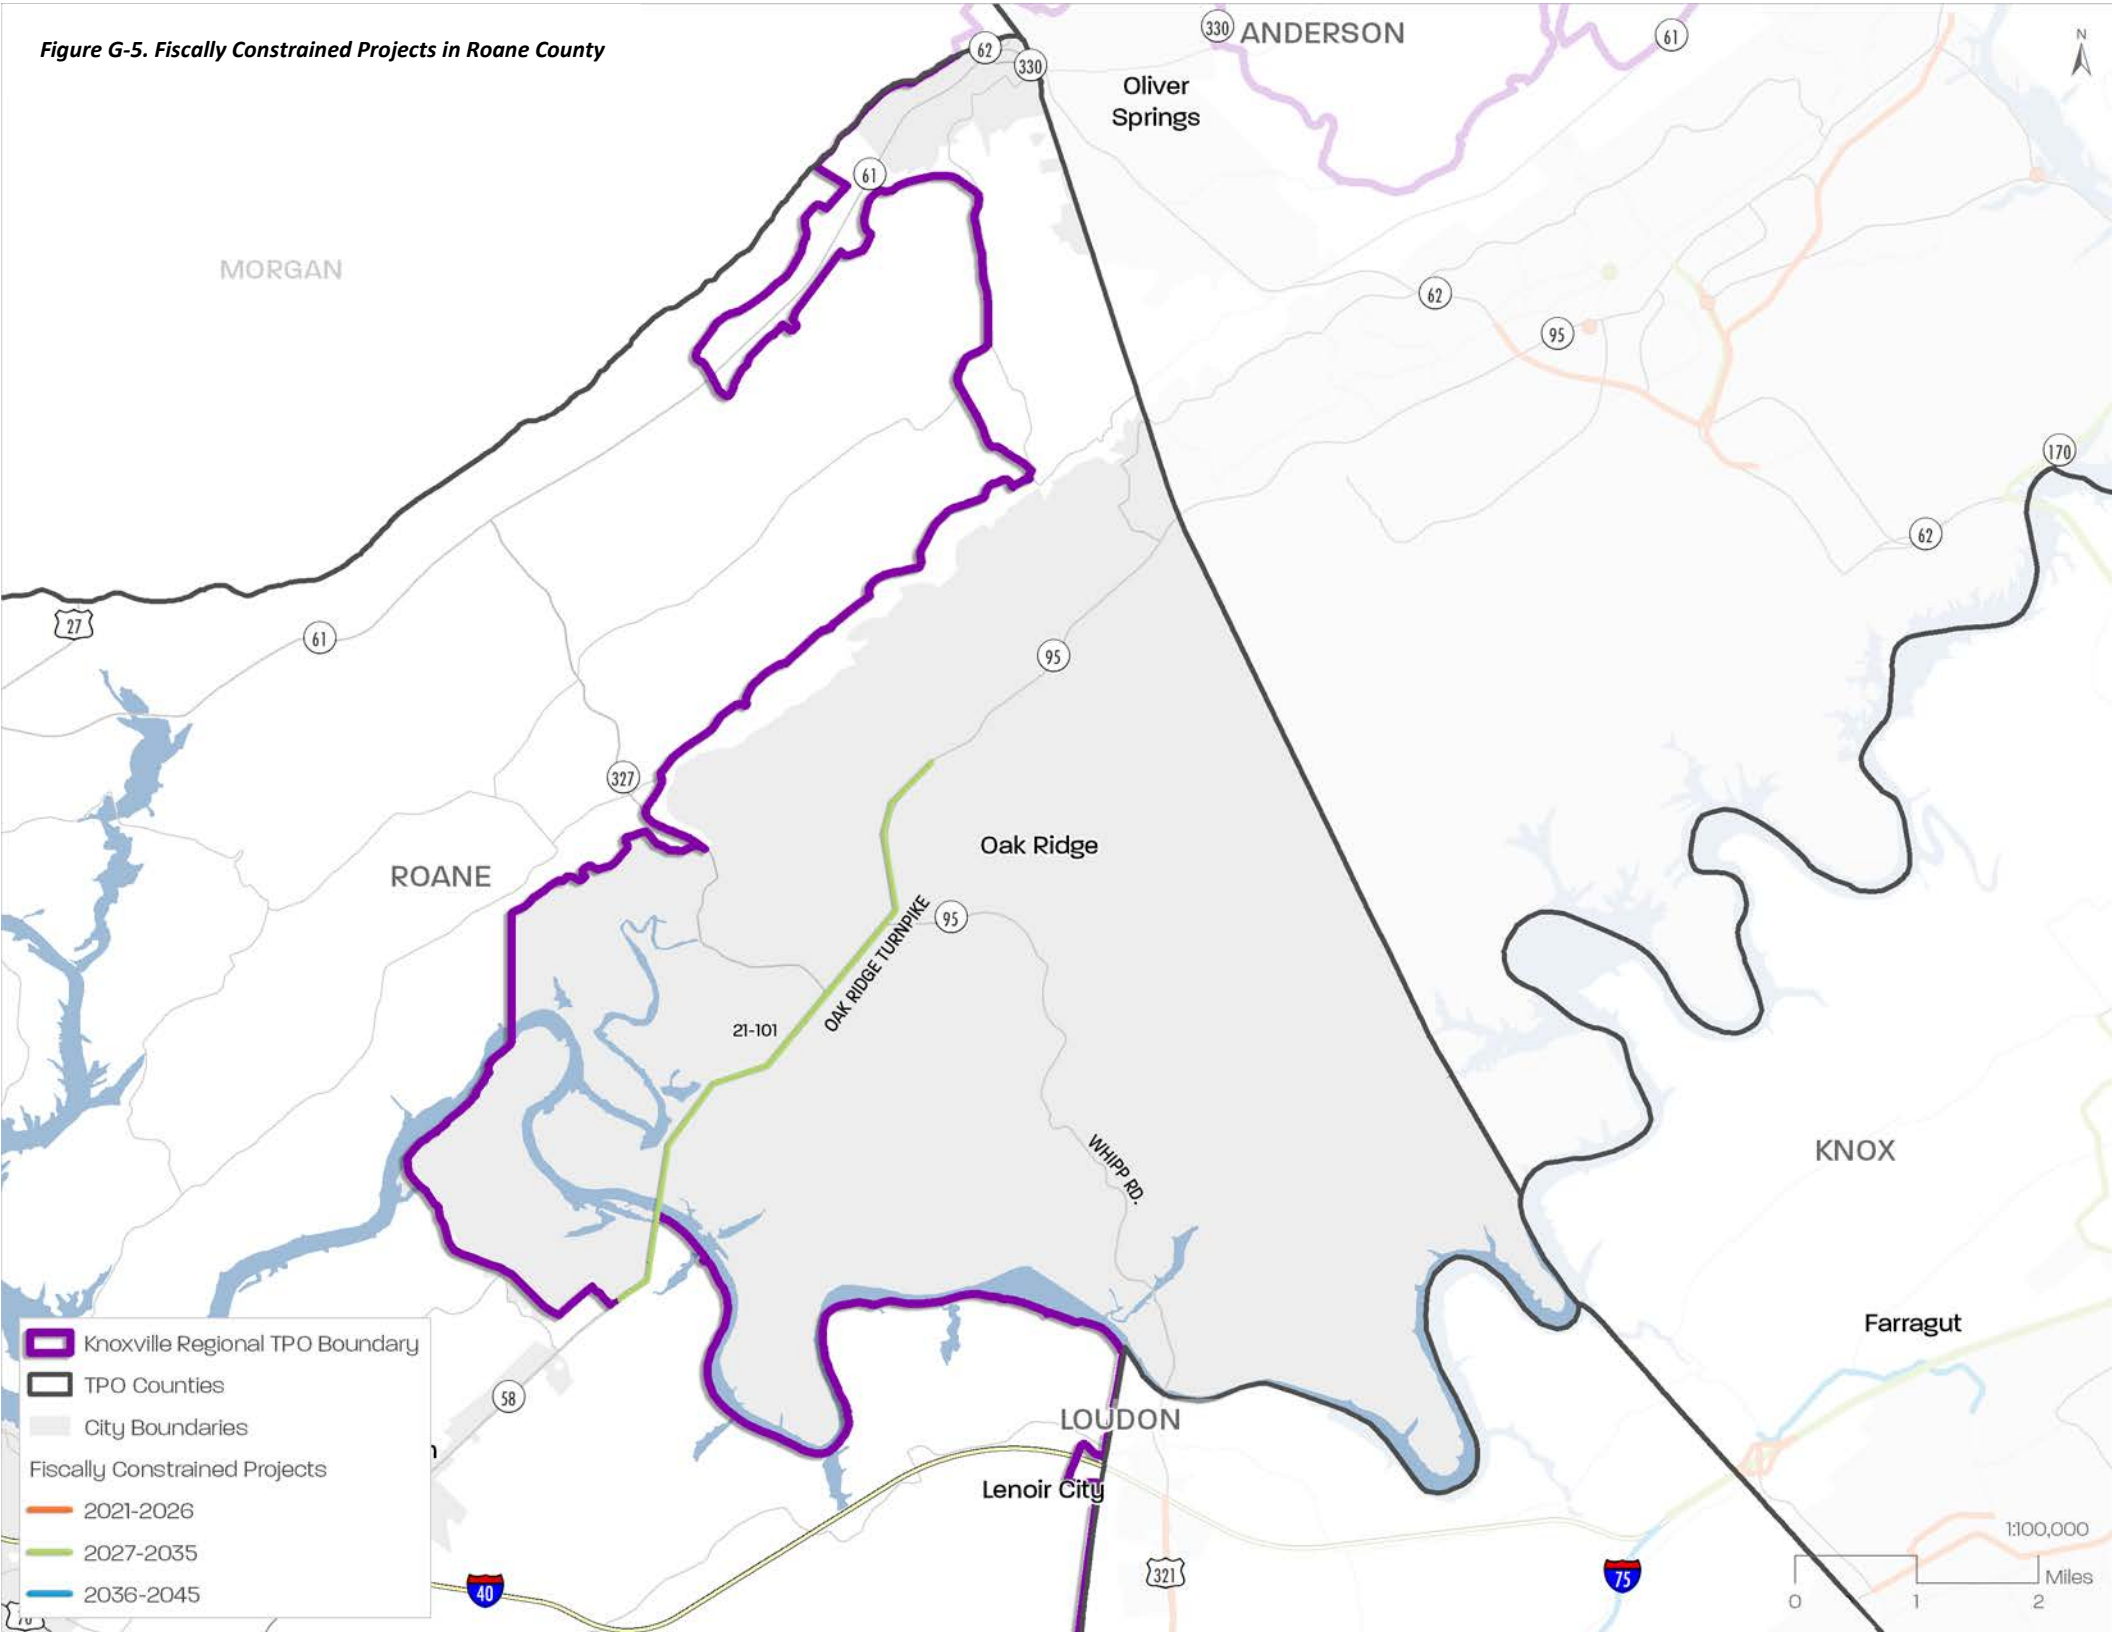 Figure G-5. Fiscally Constrained Projects in Roane County
N
330
ANDERSON
61
62
330
Oliver
Springs
61
MORGAN
62
95
170
62
27
61
95
327
Oak Ridge
ROANE
95
OAK RIDGE TURNPIKE
21-101
WHIPP RD.
KNOX
Farragut
58
LOUDON
Lenoir City
321
40
75
Knoxville Regional TPO Boundary
TPO Counties
City Boundaries
Fiscally Constrained Projects
2021-2026
2027-2035
2036-2045
1:100,000
Miles
0
1
2